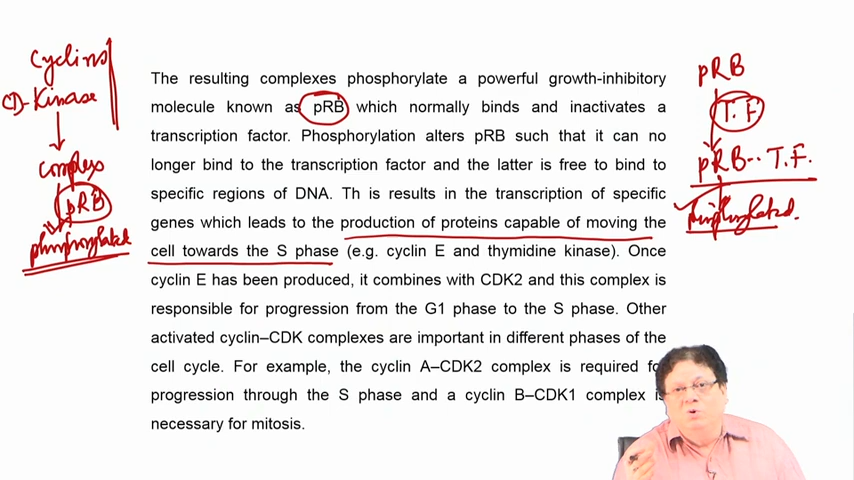 Cyclins
CD-Kinase
complex
pRB
phosphorylated
The resulting complexes phosphorylate a powerful growth-inhibitory
molecule known as pRB which normally binds and inactivates a
transcription factor. Phosphorylation alters pRB such that it can no
longer bind to the transcription factor and the latter is free to bind to
specific regions of DNA. Th is results in the transcription of specific
genes which leads to the production of proteins capable of moving the
cell towards the S phase (e.g. cyclin E and thymidine kinase). Once
cyclin E has been produced, it combines with CDK2 and this complex is
responsible for progression from the G1 phase to the S phase. Other
activated cyclin–CDK complexes are important in different phases of the
cell cycle. For example, the cyclin A–CDK2 complex is required fo
progression through the S phase and a cyclin B–CDK1 complex i
necessary for mitosis.
pRB
T.F
pRB-- T.F.
phosphorylated.